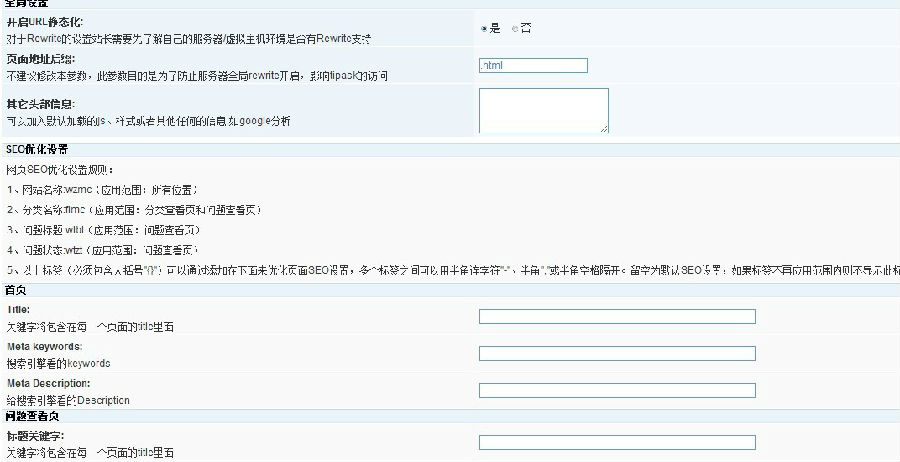 全局设置
开启URL静态化:
是 否
对于Rewrite的设置站长需要先了解自己的服务器/虚拟主机环境是否有Rewrite支持
页面地址后缀:
.html
不建议修改本参数，此参数目的是为了防止服务器全局rewrite开启，影响tipask的访问
其它头部信息:
可以加入默认加载的js、样式或者其他任何的信息,如google分析
SEO优化设置
网页SEO优化设置规则：
1、网站名称:wzmc（应用范围：所有位置）
2、分类名称:flmc（应用范围：分类查看页和问题查看页）
3、问题标题:wtbt（应用范围：问题查看页）
4、问题状态:wtzt（应用范围：问题查看页）
5、以上标签（必须包含大括号"{}"）可以通过添加在下面来优化页面SEO设置，多个标签之间可以用半角连字符"-"、半角","或半角空格隔开。留空为默认SEO设置；如果标签不再应用范围内则不显示此标
首页
Title:
关键字将包含在每一个页面的title里面
Meta keywords:
搜索引擎看的keywords
Meta Description:
给搜索引擎看的Description
问题查看页
标题关键字:
关键字将包含在每一个页面的title里面